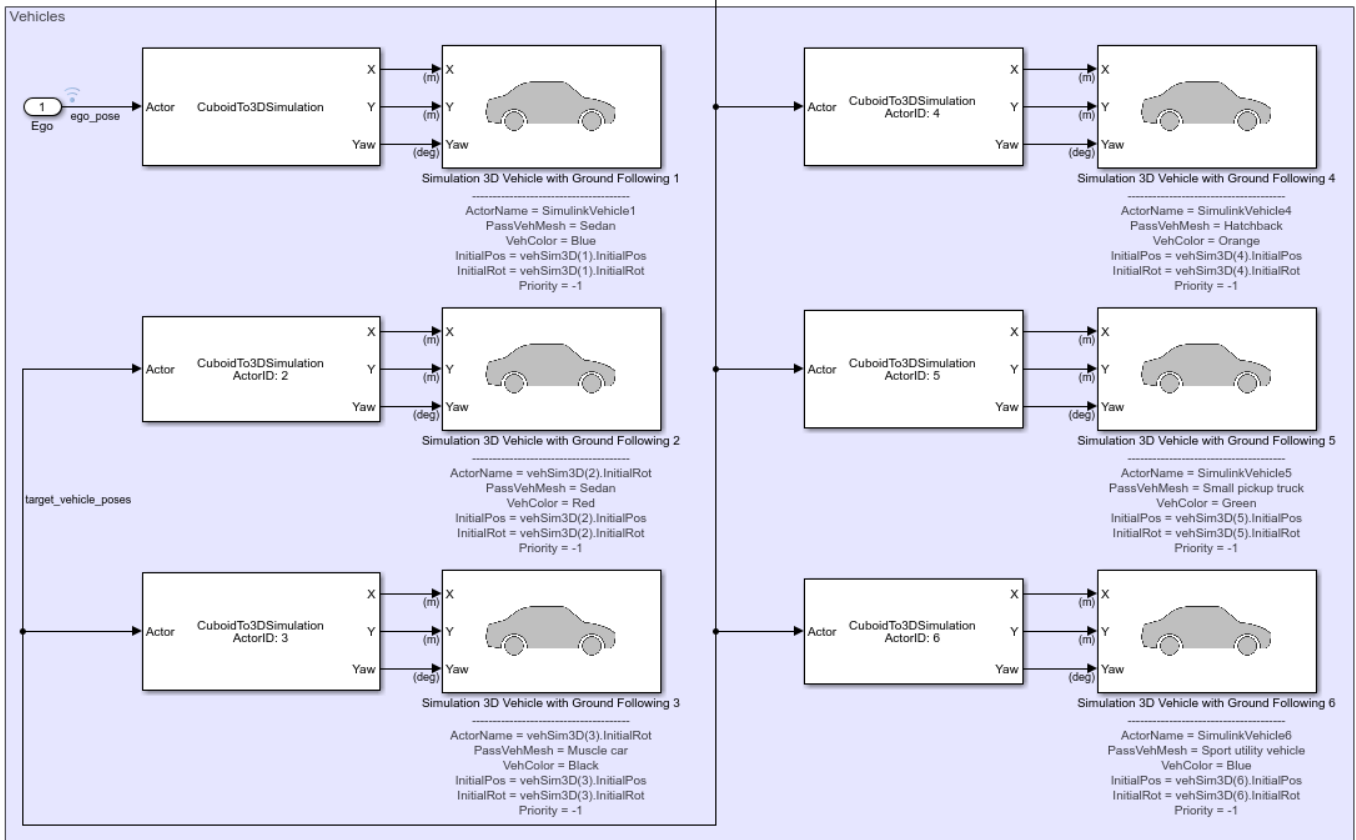 Vehicles
1
Ego
ego_pose
Actor
CuboidTo3DSimulation
X
Y
Yaw
(m)
(m)
(deg)
X
Y
Yaw
Simulation 3D Vehicle with Ground Following 1
---------------------------------------
ActorName = SimulinkVehicle1
PassVehMesh = Sedan
VehColor = Blue
InitialPos = vehSim3D(1).InitialPos
InitialRot = vehSim3D(1).InitialRot
Priority = -1
Actor
CuboidTo3DSimulation
ActorID: 2
X
Y
Yaw
(m)
(m)
(deg)
X
Y
Yaw
Simulation 3D Vehicle with Ground Following 2
---------------------------------------
ActorName = vehSim3D(2).InitialRot
PassVehMesh = Sedan
VehColor = Red
InitialPos = vehSim3D(2).InitialPos
InitialRot = vehSim3D(2).InitialRot
Priority = -1
target_vehicle_poses
Actor
CuboidTo3DSimulation
ActorID: 3
X
Y
Yaw
(m)
(m)
(deg)
X
Y
Yaw
Simulation 3D Vehicle with Ground Following 3
---------------------------------------
ActorName = vehSim3D(3).InitialRot
PassVehMesh = Muscle car
VehColor = Black
InitialPos = vehSim3D(3).InitialPos
InitialRot = vehSim3D(3).InitialRot
Priority = -1
Actor
CuboidTo3DSimulation
ActorID: 4
X
Y
Yaw
(m)
(m)
(deg)
X
Y
Yaw
Simulation 3D Vehicle with Ground Following 4
---------------------------------------
ActorName = SimulinkVehicle4
PassVehMesh = Hatchback
VehColor = Orange
InitialPos = vehSim3D(4).InitialPos
InitialRot = vehSim3D(4).InitialRot
Priority = -1
Actor
CuboidTo3DSimulation
ActorID: 5
X
Y
Yaw
(m)
(m)
(deg)
X
Y
Yaw
Simulation 3D Vehicle with Ground Following 5
---------------------------------------
ActorName = SimulinkVehicle5
PassVehMesh = Small pickup truck
VehColor = Green
InitialPos = vehSim3D(5).InitialPos
InitialRot = vehSim3D(5).InitialRot
Priority = -1
Actor
CuboidTo3DSimulation
ActorID: 6
X
Y
Yaw
(m)
(m)
(deg)
X
Y
Yaw
Simulation 3D Vehicle with Ground Following 6
---------------------------------------
ActorName = SimulinkVehicle6
PassVehMesh = Sport utility vehicle
VehColor = Blue
InitialPos = vehSim3D(6).InitialPos
InitialRot = vehSim3D(6).InitialRot
Priority = -1